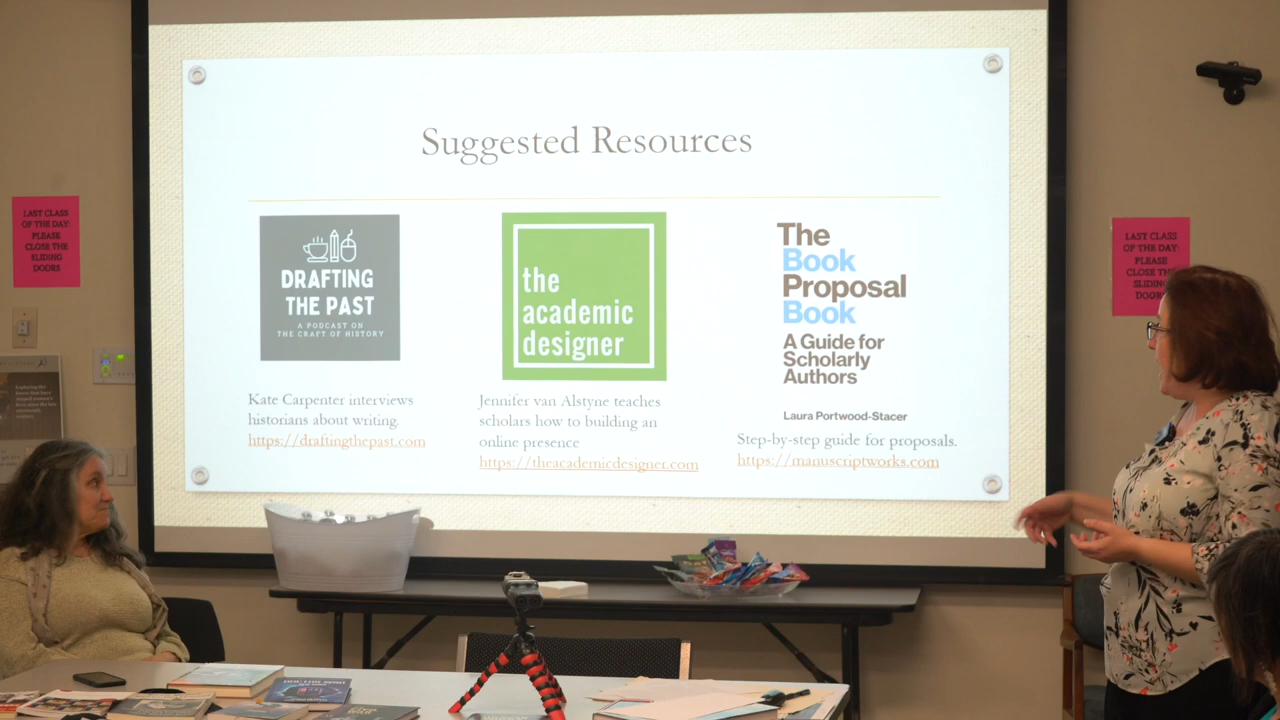 Suggested Resources
DRAFTING
THE PAST
A PODCAST ON
THE CRAFT OF HISTORY
Kate Carpenter interviews
historians about writing.
https://draftingthepast.com
the
academic
designer
Jennifer van Alstyne teaches
scholars how to building an
online presence
https://theacademicdesigner.com
The
Book
Proposal
Book
A Guide for
Scholarly
Authors
Laura Portwood-Stacer
Step-by-step guide for proposals.
https://manuscriptworks.com
LAST CLASS
OF THE DAY:
PLEASE
CLOSE THE
SLIDING
DOORS
LAST CLASS
OF THE DAY:
PLEASE
CLOSE THE
SLIDING
DOORS